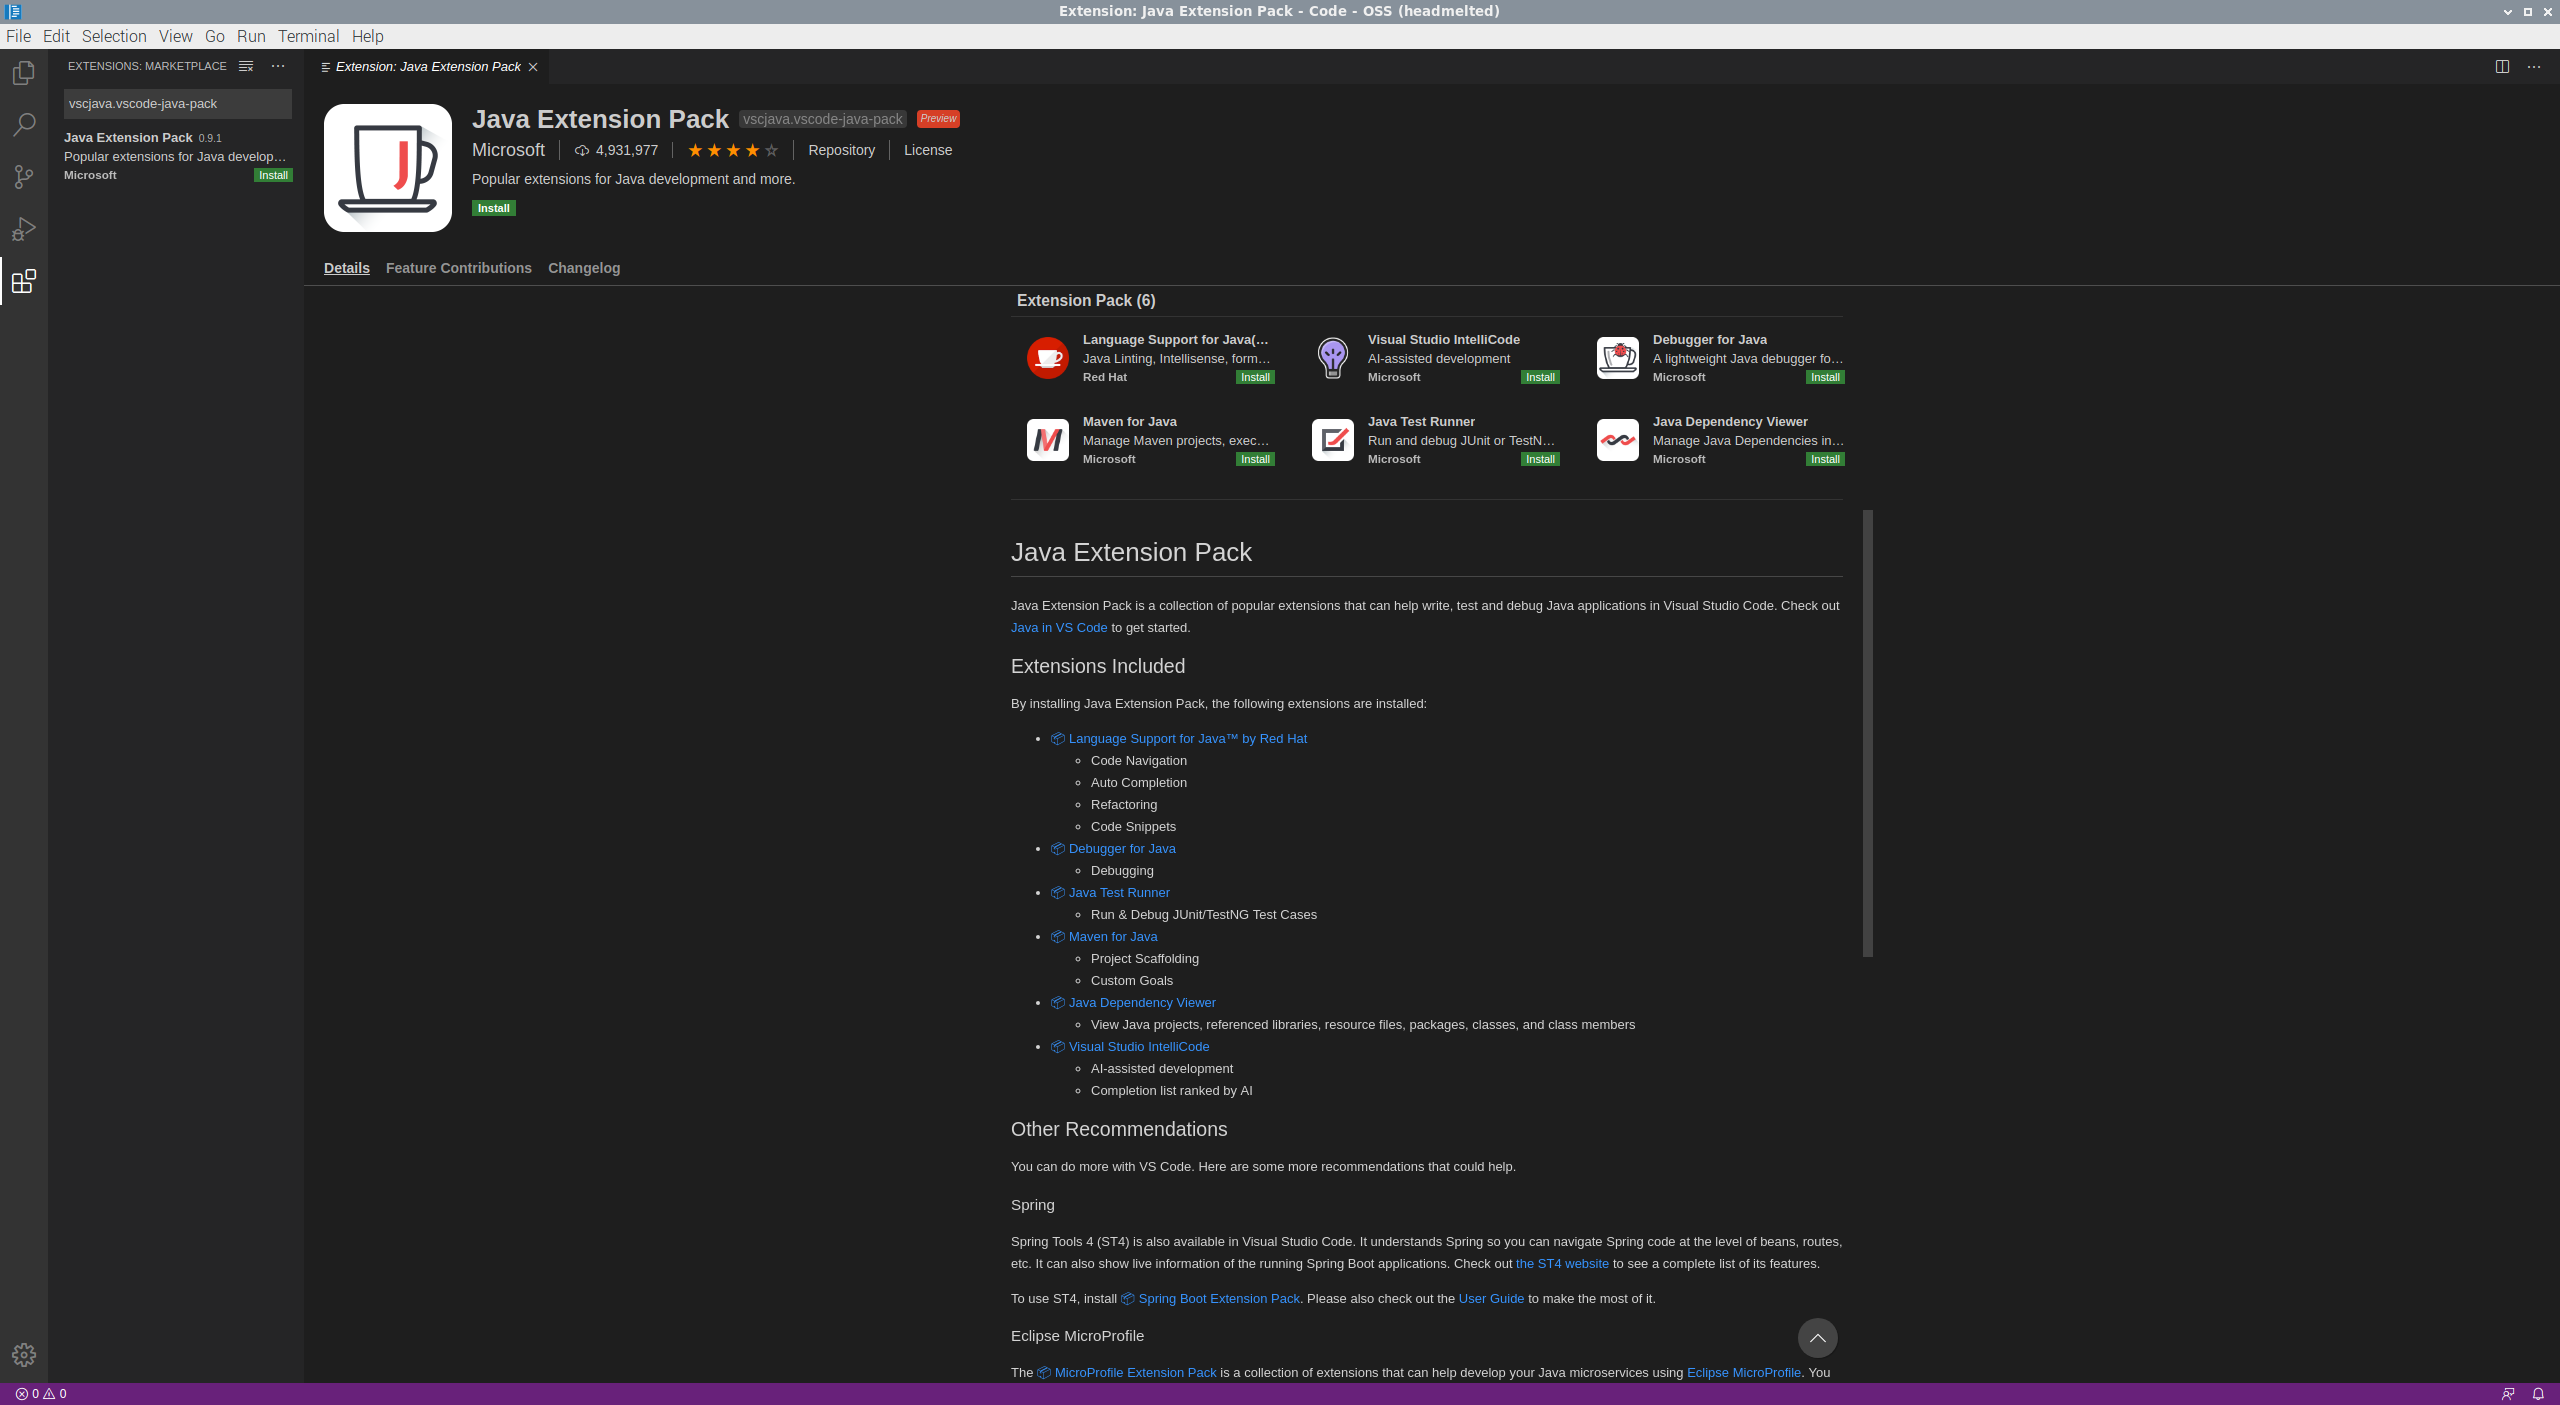 Extension: Java Extension Pack - Code - OSS (headmelted)
File Edit Selection View Go Run Terminal Help
EXTENSIONS: MARKETPLACE
vscjava.vscode-java-pack
Java Extension Pack 0.9.1
Popular extensions for Java develop…
Microsoft Install
Extension: Java Extension Pack
Java Extension Pack vscjava.vscode-java-pack Preview
Microsoft 4,931,977 Repository License
Popular extensions for Java development and more.
Install
Details Feature Contributions Changelog
Extension Pack (6)
Language Support for Java(…
Java Linting, Intellisense, form…
Red Hat Install
Visual Studio IntelliCode
AI-assisted development
Microsoft Install
Debugger for Java
A lightweight Java debugger fo…
Microsoft Install
Maven for Java
Manage Maven projects, exec…
Microsoft Install
Java Test Runner
Run and debug JUnit or TestN…
Microsoft Install
Java Dependency Viewer
Manage Java Dependencies in…
Microsoft Install
Java Extension Pack
Java Extension Pack is a collection of popular extensions that can help write, test and debug Java applications in Visual Studio Code. Check out
Java in VS Code to get started.
Extensions Included
By installing Java Extension Pack, the following extensions are installed:
• 📦 Language Support for Java™ by Red Hat
◦ Code Navigation
◦ Auto Completion
◦ Refactoring
◦ Code Snippets
• 📦 Debugger for Java
◦ Debugging
• 📦 Java Test Runner
◦ Run & Debug JUnit/TestNG Test Cases
• 📦 Maven for Java
◦ Project Scaffolding
◦ Custom Goals
• 📦 Java Dependency Viewer
◦ View Java projects, referenced libraries, resource files, packages, classes, and class members
• 📦 Visual Studio IntelliCode
◦ AI-assisted development
◦ Completion list ranked by AI
Other Recommendations
You can do more with VS Code. Here are some more recommendations that could help.
Spring
Spring Tools 4 (ST4) is also available in Visual Studio Code. It understands Spring so you can navigate Spring code at the level of beans, routes,
etc. It can also show live information of the running Spring Boot applications. Check out the ST4 website to see a complete list of its features.
To use ST4, install 📦 Spring Boot Extension Pack. Please also check out the User Guide to make the most of it.
Eclipse MicroProfile
The 📦 MicroProfile Extension Pack is a collection of extensions that can help develop your Java microservices using Eclipse MicroProfile. You
0 0